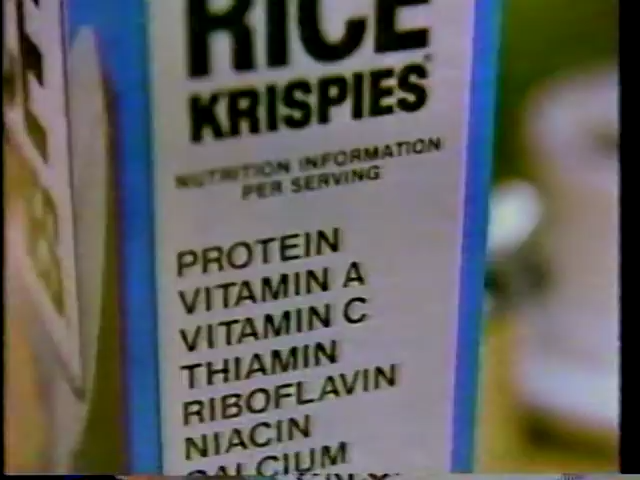 RICE
KRISPIES
NUTRITION INFORMATION
PER SERVING
PROTEIN
VITAMIN A
VITAMIN C
THIAMIN
RIBOFLAVIN
NIACIN
CALCIUM